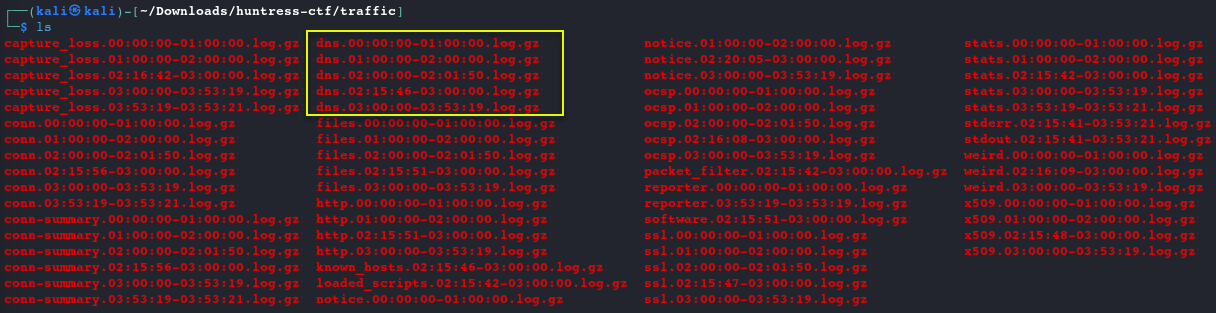 ┌──(kali㉿kali)-[~/Downloads/huntress-ctf/traffic]
└─$ ls
capture_loss.00:00:00-01:00:00.log.gz dns.00:00:00-01:00:00.log.gz notice.01:00:00-02:00:00.log.gz stats.00:00:00-01:00:00.log.gz
capture_loss.01:00:00-02:00:00.log.gz dns.01:00:00-02:00:00.log.gz notice.02:20:05-03:00:00.log.gz stats.01:00:00-02:00:00.log.gz
capture_loss.02:16:42-03:00:00.log.gz dns.02:00:00-02:01:50.log.gz notice.03:00:00-03:53:19.log.gz stats.02:15:42-03:00:00.log.gz
capture_loss.03:00:00-03:53:19.log.gz dns.02:15:46-03:00:00.log.gz ocsp.00:00:00-01:00:00.log.gz stats.03:00:00-03:53:19.log.gz
capture_loss.03:53:19-03:53:21.log.gz dns.03:00:00-03:53:19.log.gz ocsp.01:00:00-02:00:00.log.gz stats.03:53:19-03:53:21.log.gz
conn.00:00:00-01:00:00.log.gz files.00:00:00-01:00:00.log.gz ocsp.02:00:00-02:01:50.log.gz stderr.02:15:41-03:53:21.log.gz
conn.01:00:00-02:00:00.log.gz files.01:00:00-02:00:00.log.gz ocsp.02:16:08-03:00:00.log.gz stdout.02:15:41-03:53:21.log.gz
conn.02:00:00-02:01:50.log.gz files.02:00:00-02:01:50.log.gz ocsp.03:00:00-03:53:19.log.gz weird.00:00:00-01:00:00.log.gz
conn.02:15:56-03:00:00.log.gz files.02:15:51-03:00:00.log.gz packet_filter.02:15:42-03:00:00.log.gz weird.02:16:09-03:00:00.log.gz
conn.03:00:00-03:53:19.log.gz files.03:00:00-03:53:19.log.gz reporter.00:00:00-01:00:00.log.gz weird.03:00:00-03:53:19.log.gz
conn.03:53:19-03:53:21.log.gz http.00:00:00-01:00:00.log.gz reporter.03:53:19-03:53:19.log.gz x509.00:00:00-01:00:00.log.gz
conn-summary.00:00:00-01:00:00.log.gz http.01:00:00-02:00:00.log.gz software.02:15:51-03:00:00.log.gz x509.01:00:00-02:00:00.log.gz
conn-summary.01:00:00-02:00:00.log.gz http.02:15:51-03:00:00.log.gz ssl.00:00:00-01:00:00.log.gz x509.02:15:48-03:00:00.log.gz
conn-summary.02:00:00-02:01:50.log.gz http.03:00:00-03:53:19.log.gz ssl.01:00:00-02:00:00.log.gz x509.03:00:00-03:53:19.log.gz
conn-summary.02:15:56-03:00:00.log.gz known_hosts.02:15:46-03:00:00.log.gz ssl.02:00:00-02:01:50.log.gz
conn-summary.03:00:00-03:53:19.log.gz loaded_scripts.02:15:42-03:00:00.log.gz ssl.02:15:47-03:00:00.log.gz
conn-summary.03:53:19-03:53:21.log.gz notice.00:00:00-01:00:00.log.gz ssl.03:00:00-03:53:19.log.gz